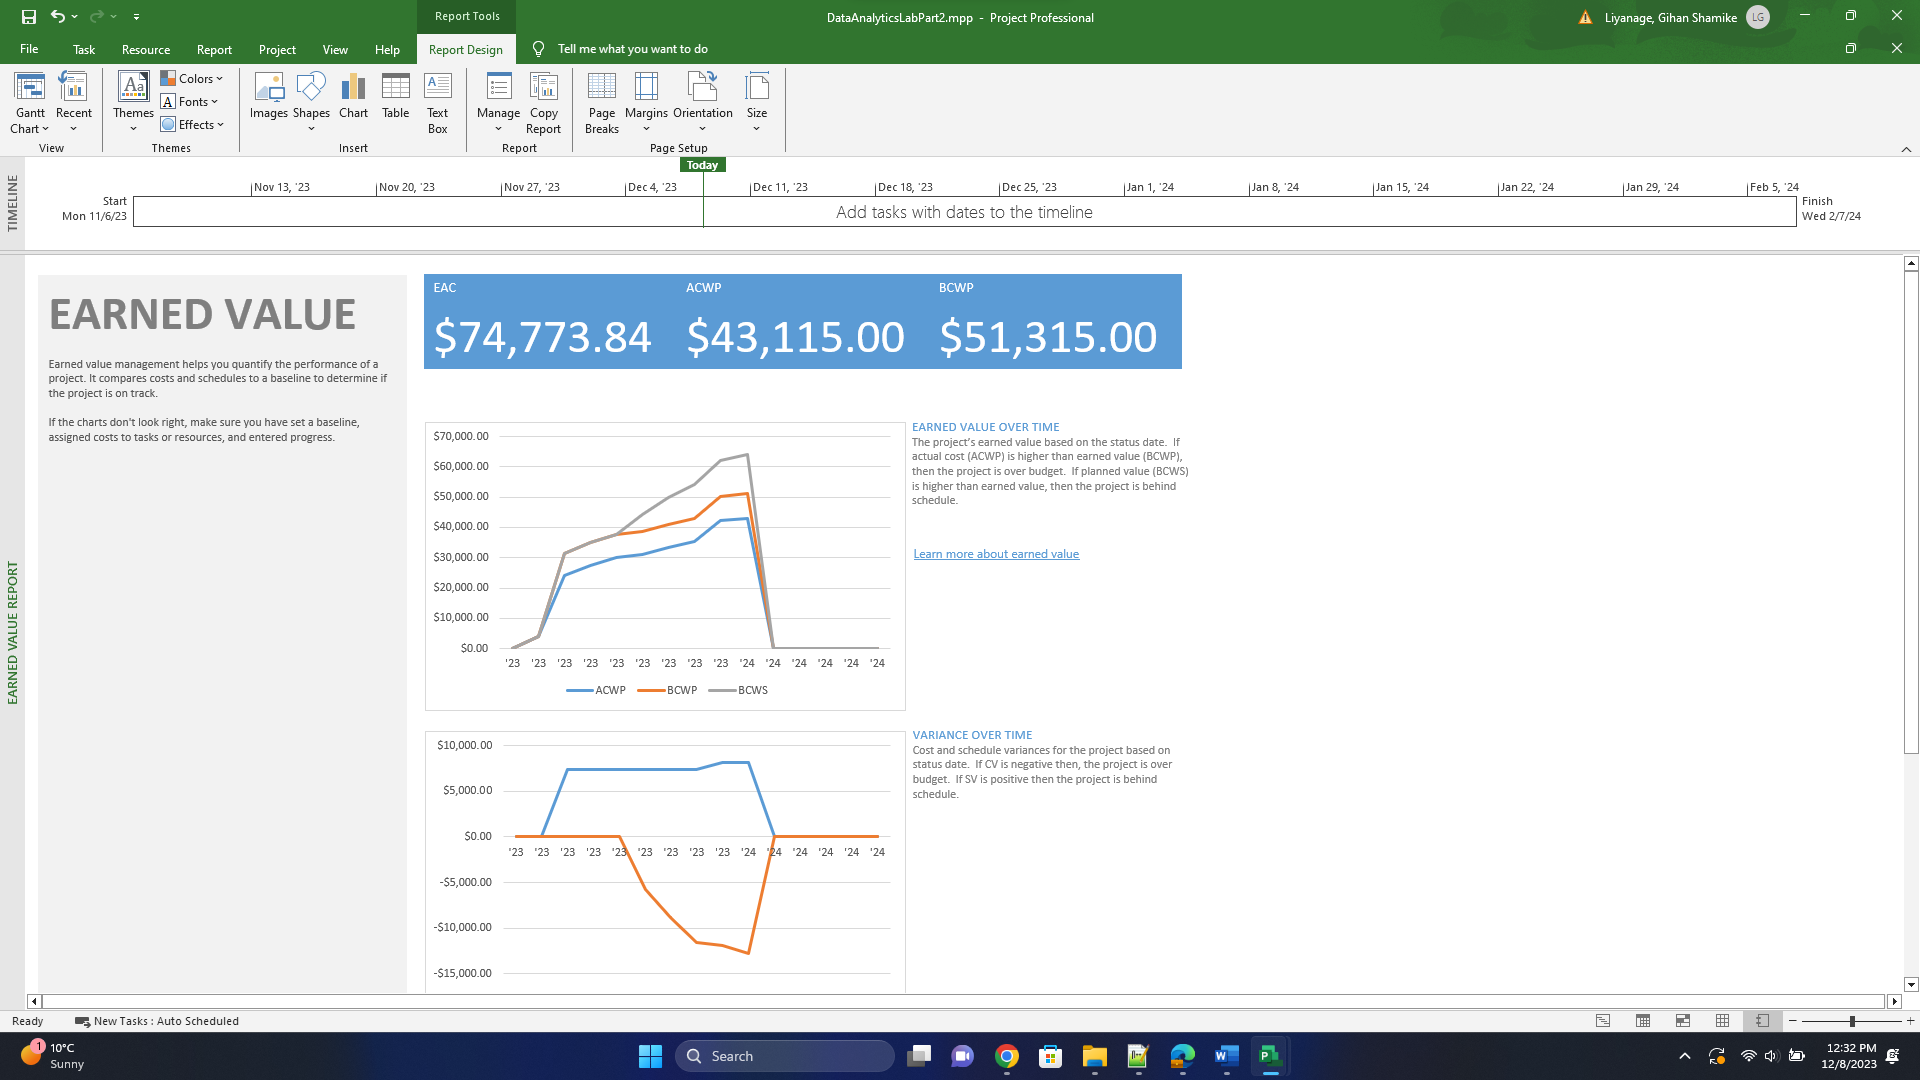 Report Tools
DataAnalyticsLabPart2.mpp - Project Professional
Liyanage, Gihan Shamike
LG
File Task Resource Report Project View Help Report Design Tell me what you want to do
Gantt Chart
Recent
View
Themes
Colors
Fonts
Effects
Themes
Images
Shapes
Chart
Table
Text Box
Insert
Manage
Copy Report
Report
Page Breaks
Margins
Orientation
Size
Page Setup
TIMELINE
Today
Nov 13, '23 Nov 20, '23 Nov 27, '23 Dec 4, '23 Dec 11, '23 Dec 18, '23 Dec 25, '23 Jan 1, '24 Jan 8, '24 Jan 15, '24 Jan 22, '24 Jan 29, '24 Feb 5, '24
Start
Mon 11/6/23
Add tasks with dates to the timeline
Finish
Wed 2/7/24
EARNED VALUE REPORT
EARNED VALUE
Earned value management helps you quantify the performance of a
project. It compares costs and schedules to a baseline to determine if
the project is on track.
If the charts don't look right, make sure you have set a baseline,
assigned costs to tasks or resources, and entered progress.
EAC ACWP BCWP
$74,773.84 $43,115.00 $51,315.00
$70,000.00
$60,000.00
$50,000.00
$40,000.00
$30,000.00
$20,000.00
$10,000.00
$0.00
'23 '23 '23 '23 '23 '23 '23 '23 '23 '24 '24 '24 '24 '24 '24
ACWP BCWP BCWS
EARNED VALUE OVER TIME
The project's earned value based on the status date. If
actual cost (ACWP) is higher than earned value (BCWP),
then the project is over budget. If planned value (BCWS)
is higher than earned value, then the project is behind
schedule.
Learn more about earned value
$10,000.00
$5,000.00
$0.00
'23 '23 '23 '23 '23 '23 '23 '23 '23 '24 '24 '24 '24 '24 '24
-$5,000.00
-$10,000.00
-$15,000.00
VARIANCE OVER TIME
Cost and schedule variances for the project based on
status date. If CV is negative then, the project is over
budget. If SV is positive then the project is behind
schedule.
Ready
New Tasks : Auto Scheduled
1
10°C
Sunny
Search
12:32 PM
12/8/2023